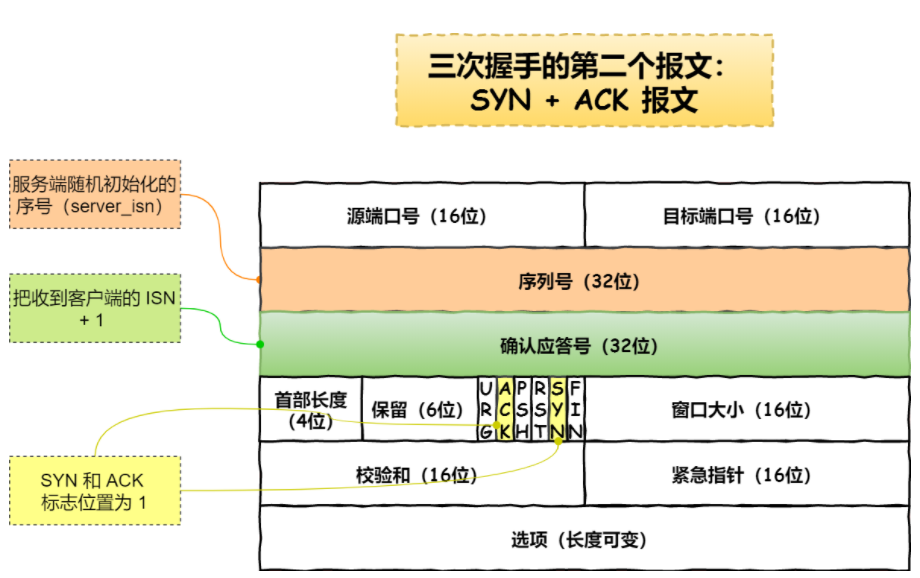 三次握手的第二个报文：
SYN + ACK 报文
服务端随机初始化的
序号（server_isn）
源端口号（16位）
目标端口号（16位）
序列号（32位）
把收到客户端的 ISN
+ 1
确认应答号（32位）
首部长度
（4位）
保留（6位）
URG
ACK
PSH
RST
SYN
FIN
窗口大小（16位）
SYN 和 ACK
标志位置为 1
校验和（16位）
紧急指针（16位）
选项（长度可变）